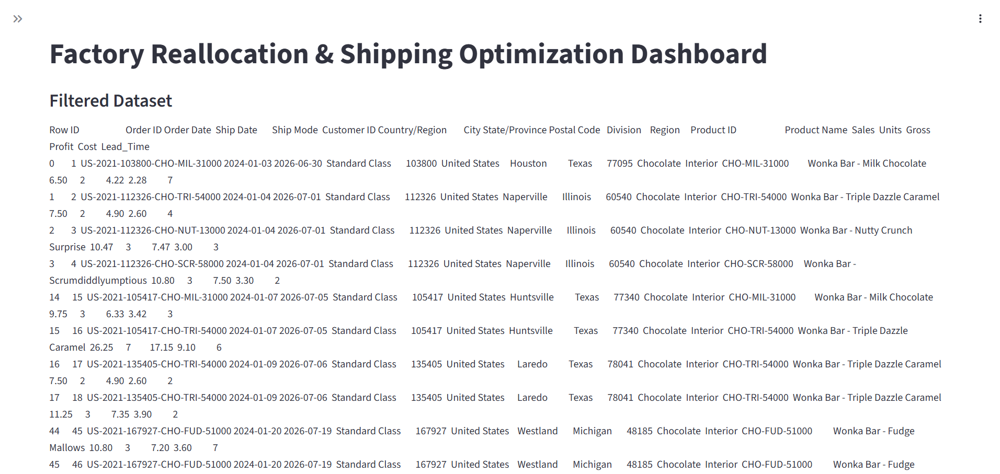 Factory Reallocation & Shipping Optimization Dashboard
Filtered Dataset
Row ID Order ID Order Date Ship Date Ship Mode Customer ID Country/Region City State/Province Postal Code Division Region Product ID Product Name Sales Units Gross
Profit Cost Lead_Time
0 1 US-2021-103800-CHO-MIL-31000 2024-01-03 2026-06-30 Standard Class 103800 United States Houston Texas 77095 Chocolate Interior CHO-MIL-31000 Wonka Bar - Milk Chocolate
6.50 2 4.22 2.28 7
1 2 US-2021-112326-CHO-TRI-54000 2024-01-04 2026-07-01 Standard Class 112326 United States Naperville Illinois 60540 Chocolate Interior CHO-TRI-54000 Wonka Bar - Triple Dazzle Caramel
7.50 2 4.90 2.60 4
2 3 US-2021-112326-CHO-NUT-13000 2024-01-04 2026-07-01 Standard Class 112326 United States Naperville Illinois 60540 Chocolate Interior CHO-NUT-13000 Wonka Bar - Nutty Crunch
Surprise 10.47 3 7.47 3.00 3
3 4 US-2021-112326-CHO-SCR-58000 2024-01-04 2026-07-01 Standard Class 112326 United States Naperville Illinois 60540 Chocolate Interior CHO-SCR-58000 Wonka Bar -
Scrumdiddlyumptious 10.80 3 7.50 3.30 2
14 15 US-2021-105417-CHO-MIL-31000 2024-01-07 2026-07-05 Standard Class 105417 United States Huntsville Texas 77340 Chocolate Interior CHO-MIL-31000 Wonka Bar - Milk Chocolate
9.75 3 6.33 3.42 3
15 16 US-2021-105417-CHO-TRI-54000 2024-01-07 2026-07-05 Standard Class 105417 United States Huntsville Texas 77340 Chocolate Interior CHO-TRI-54000 Wonka Bar - Triple Dazzle
Caramel 26.25 7 17.15 9.10 6
16 17 US-2021-135405-CHO-TRI-54000 2024-01-09 2026-07-06 Standard Class 135405 United States Laredo Texas 78041 Chocolate Interior CHO-TRI-54000 Wonka Bar - Triple Dazzle Caramel
7.50 2 4.90 2.60 2
17 18 US-2021-135405-CHO-TRI-54000 2024-01-09 2026-07-06 Standard Class 135405 United States Laredo Texas 78041 Chocolate Interior CHO-TRI-54000 Wonka Bar - Triple Dazzle Caramel
11.25 3 7.35 3.90 2
44 45 US-2021-167927-CHO-FUD-51000 2024-01-20 2026-07-19 Standard Class 167927 United States Westland Michigan 48185 Chocolate Interior CHO-FUD-51000 Wonka Bar - Fudge
Mallows 10.80 3 7.20 3.60 7
45 46 US-2021-167927-CHO-FUD-51000 2024-01-20 2026-07-19 Standard Class 167927 United States Westland Michigan 48185 Chocolate Interior CHO-FUD-51000 Wonka Bar - Fudge